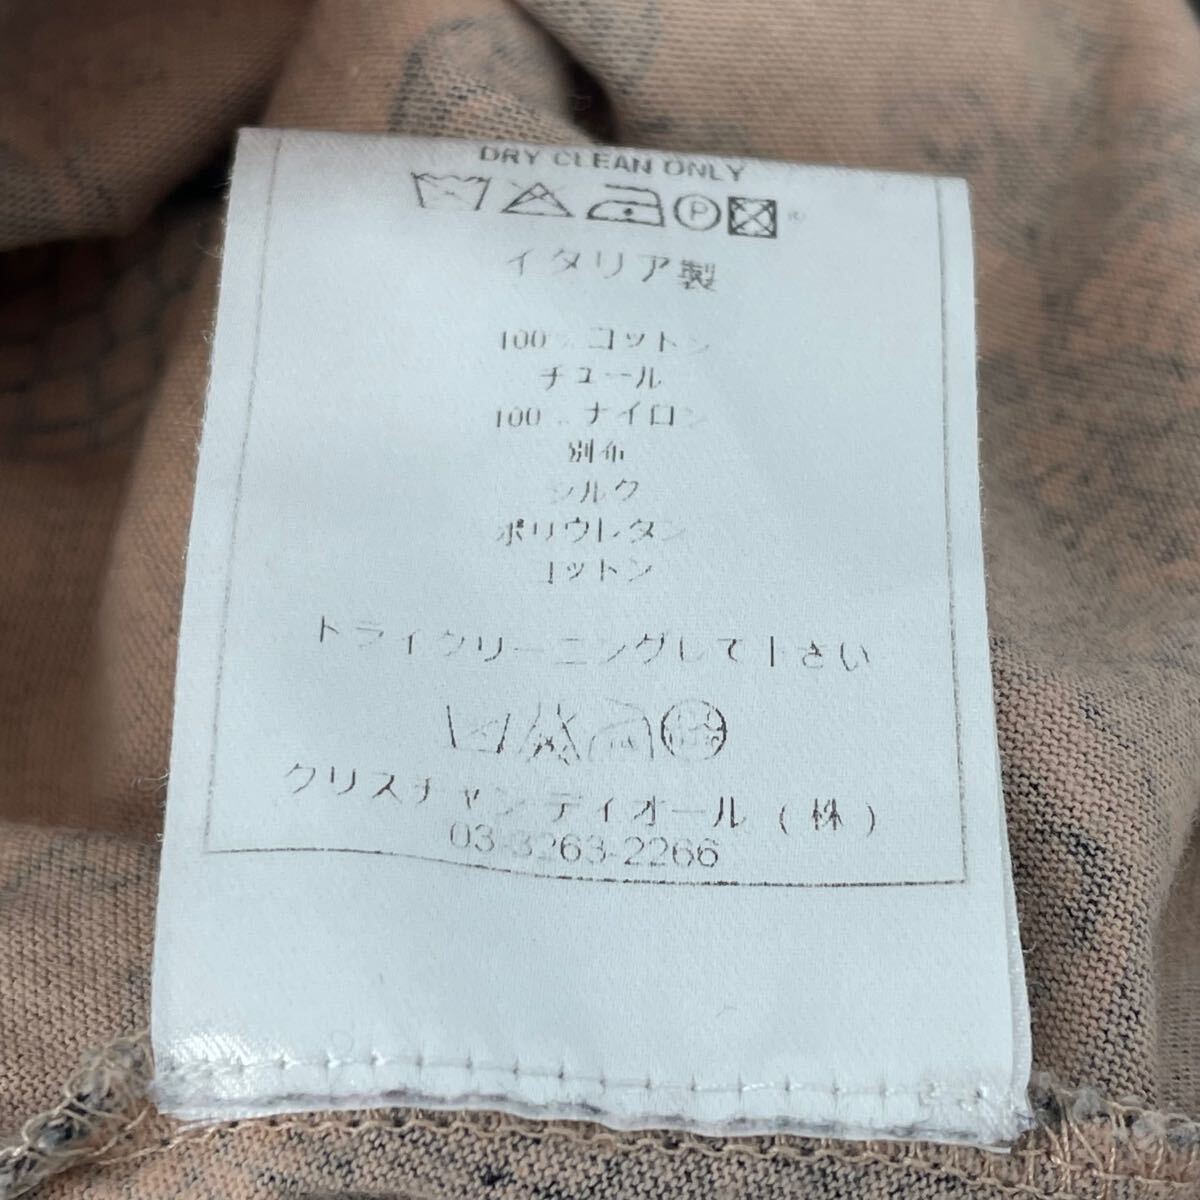 DRY CLEAN ONLY
P
イタリア製
100% コットン
チュール
100% ナイロン
別布
シルク
ポリウレタン
コットン
ドライクリーニングして下さい
クリスチャン ディオール (株)
03-3263-2266